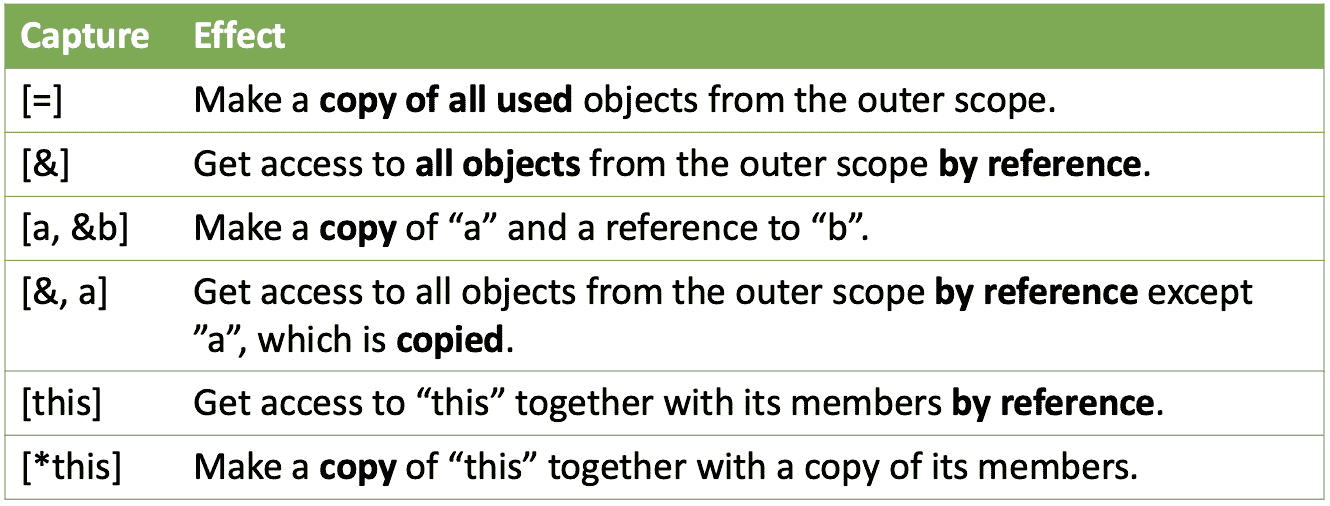 Capture Effect
[=] Make a copy of all used objects from the outer scope.
[&] Get access to all objects from the outer scope by reference.
[a, &b] Make a copy of “a” and a reference to “b”.
[&, a] Get access to all objects from the outer scope by reference except
”a”, which is copied.
[this] Get access to “this” together with its members by reference.
[*this] Make a copy of “this” together with a copy of its members.